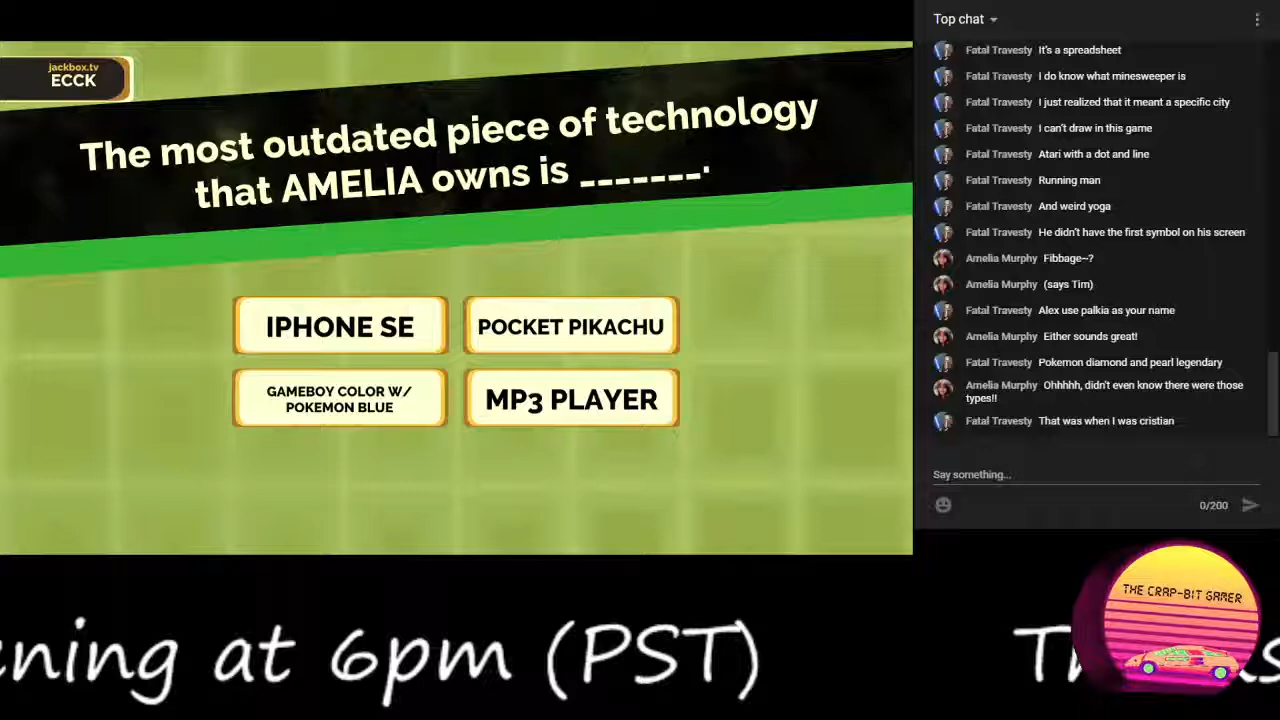 jackbox.tv
ECCK
The most outdated piece of technology
that AMELIA owns is _______.
IPHONE SE
POCKET PIKACHU
GAMEBOY COLOR W/
POKEMON BLUE
MP3 PLAYER
Top chat
Fatal Travesty It's a spreadsheet
Fatal Travesty I do know what minesweeper is
Fatal Travesty I just realized that it meant a specific city
Fatal Travesty I can't draw in this game
Fatal Travesty Atari with a dot and line
Fatal Travesty Running man
Fatal Travesty And weird yoga
Fatal Travesty He didn't have the first symbol on his screen
Amelia Murphy Fibbage~?
Amelia Murphy (says Tim)
Fatal Travesty Alex use palkia as your name
Amelia Murphy Either sounds great!
Fatal Travesty Pokemon diamond and pearl legendary
Amelia Murphy Ohhhhh, didn't even know there were those
types!!
Fatal Travesty That was when I was cristian
Say something...
0/200
THE CRAP-BIT GAMER
ening at 6pm (PST)